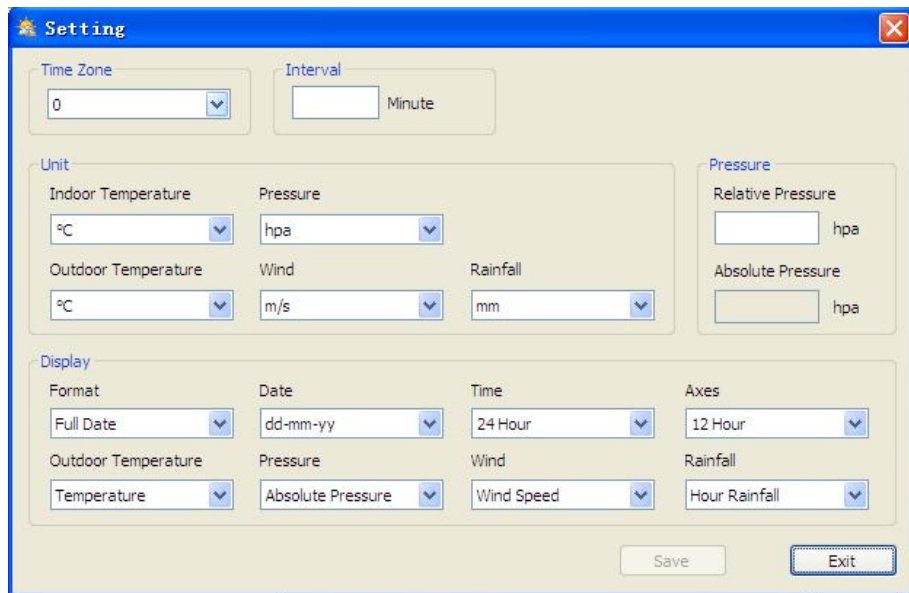 Setting
Time Zone Interval
0 Minute
Unit Pressure
Indoor Temperature Pressure Relative Pressure
ºC hpa hpa
Outdoor Temperature Wind Rainfall Absolute Pressure
ºC m/s mm hpa
Display
Format Date Time Axes
Full Date dd-mm-yy 24 Hour 12 Hour
Outdoor Temperature Pressure Wind Rainfall
Temperature Absolute Pressure Wind Speed Hour Rainfall
Save Exit